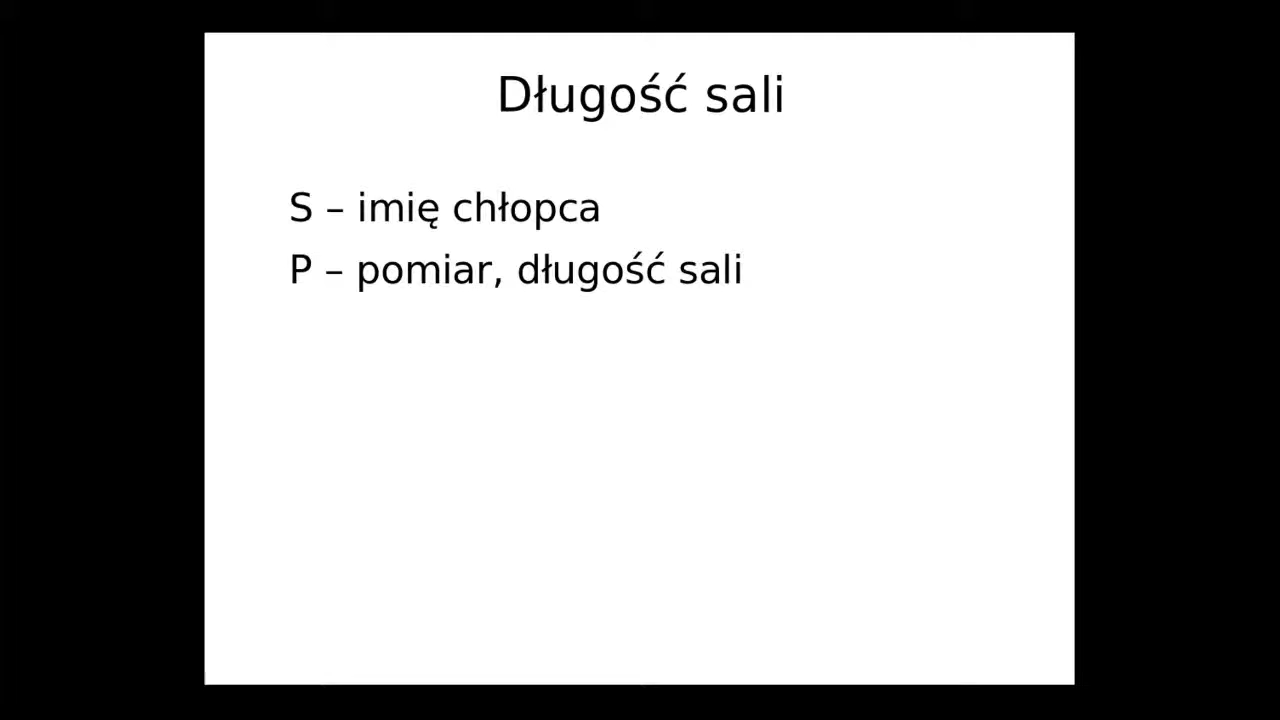 Długość sali
S – imię chłopca
P – pomiar, długość sali